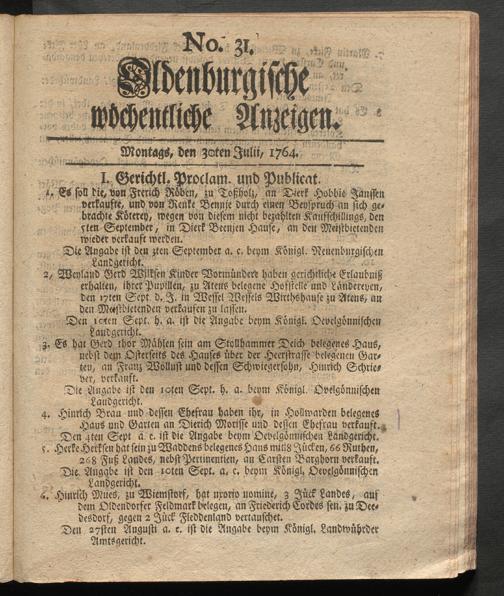 No. 31.
Oldenburgische
wöchentliche Anzeigen.
Montags, den 30ten Julii, 1764.
I. Gerichtl. Proclam. und Publicat.
1. Es soll die, von Frerich Röben, zu Toßholz, an Dierk Hobbie Janssen
verkaufte, und von Renke Bennje durch einen Beyspruch an sich ge-
brachte Köterey, wegen von diesem nicht bezahlten Kaufschillings, den
5ten September, in Dierk Beenjen Hause, an den Meistbietenden
wieder verkauft werden.
Die Angabe ist den 3ten September a. c. beym Königl. Neuenburgischen
Landgericht.
2, Weyland Gerd Wilksen Kinder Vormündere haben gerichtliche Erlaubniß
erhalten, ihrer Pupillen, zu Atens belegene Hofstelle und Ländereyen,
den 17ten Sept. d. J. in Wessel Wessels Wirthshause zu Atens, an
den Meistbietenden verkaufen zu lassen.
Den 10ten Sept. h. a. ist die Angabe beym Königl. Ovelgönnischen
Landgericht.
3. Es hat Gerd thor Mählen sein am Stollhammer Deich belegenes Haus,
nebst dem Osterseits des Hauses über der Heerstrasse belegenen Gar-
ten, an Franz Wollust und dessen Schwiegersohn, Hinrich Schrie-
ver, verkauft.
Die Angabe ist den 10ten Sept. h. a. beym Königl. Ovelgönnischen
Landgericht.
4. Hinrich Brau und dessen Ehefrau haben ihr, in Hollwarden belegenes
Haus und Garten an Dierich Morisse und dessen Ehefrau verkauft.
Den 4ten Sept a. c. ist die Angabe beym Ovelgönnischen Landgericht.
5. Herke Herksen hat sein zu Waddens belegenes Haus mit 8 Jücken, 66 Ruthen,
268 Fuß Landes, nebst Pertinentien, an Carsten Barghorn verkauft.
Die Angabe ist den 10ten Sept. a. c. beym Königl. Ovelgönnischen
Landgericht.
6. Hinrich Mues, zu Wiemstorf, hat uxorio nomine, 3 Jück Landes, auf
dem Oldendorfer Feldmark belegen, an Friederich Cordes sen. zu Dee-
desdorf, gegen 2 Jück Fleddenland vertauschet.
Den 27sten Augusti a. c. ist die Angabe beym Königl. Landwührder
Amtsgericht.